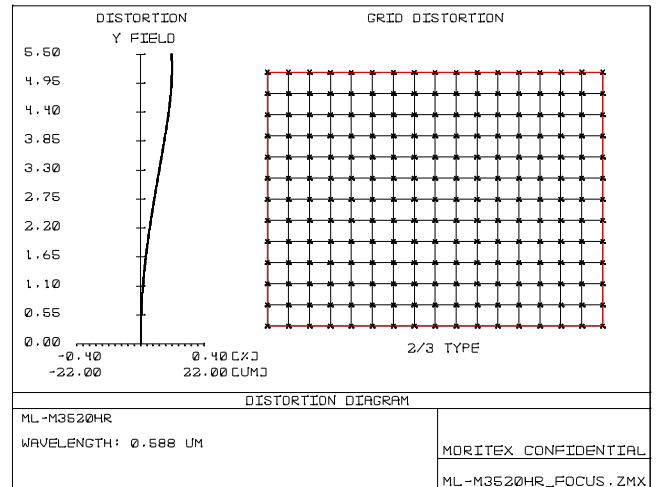 DISTORTION
Y FIELD
5.50
4.95
4.40
3.85
3.30
2.75
2.20
1.65
1.10
0.55
0.00
-0.40 0.40 [%]
-22.00 22.00 [UM]
GRID DISTORTION
2/3 TYPE
DISTORTION DIAGRAM
ML-M3520HR
WAVELENGTH: 0.588 UM
MORITEX CONFIDENTIAL
ML-M3520HR_FOCUS.ZMX